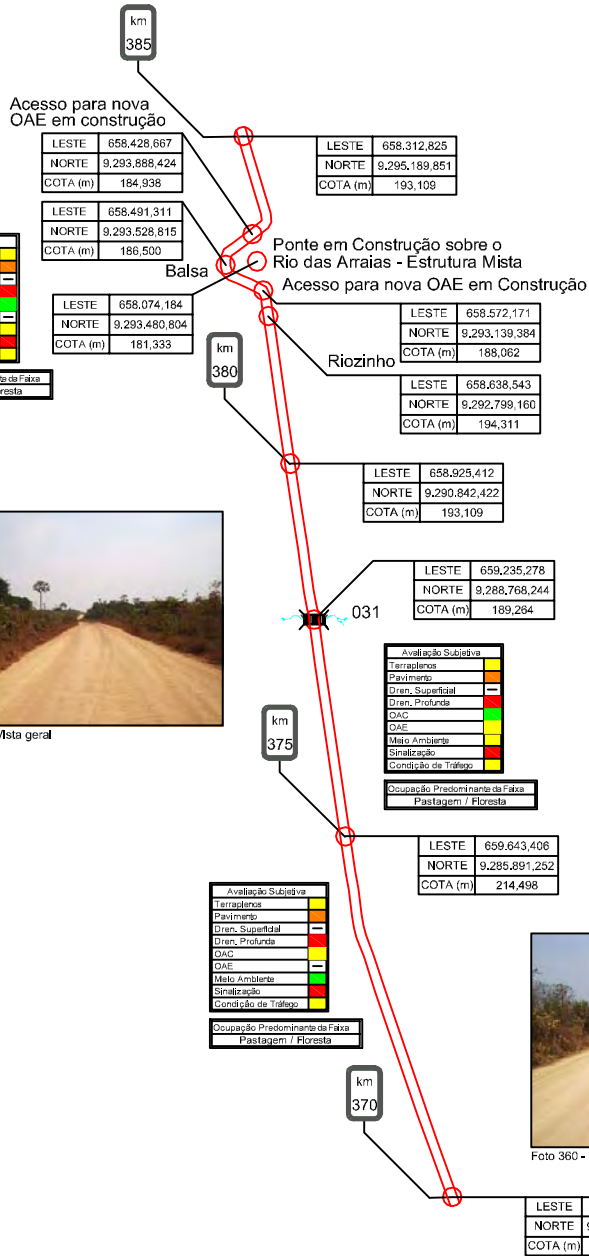 km
385
Acesso para nova
OAE em construção
LESTE 658.428,667
NORTE 9.293.888,424
COTA (m) 184,938
LESTE 658.312,825
NORTE 9.295.189,851
COTA (m) 193,109
LESTE 658.491,311
NORTE 9.293.528,815
COTA (m) 186,500
Balsa
Ponte em Construção sobre o
Rio das Arraias - Estrutura Mista
Acesso para nova OAE em Construção
LESTE 658.074,184
NORTE 9.293.480,804
COTA (m) 181,333
LESTE 658.572,171
NORTE 9.293.139,384
COTA (m) 188,062
Riozinho
km
380
LESTE 658.638,543
NORTE 9.292.799,160
COTA (m) 194,311
da Faixa
resta
LESTE 658.925,412
NORTE 9.290.842,422
COTA (m) 193,109
LESTE 659.235,278
NORTE 9.288.768,244
COTA (m) 189,264
031
Avaliação Subjetiva
Terraplenos
Pavimento
Dren. Superficial
Dren. Profunda
OAC
OAE
Meio Ambiente
Sinalização
Condição de Tráfego
Ocupação Predominante da Faixa
Pastagem / Floresta
Vista geral
km
375
LESTE 659.643,406
NORTE 9.285.891,252
COTA (m) 214,498
Avaliação Subjetiva
Terraplenos
Pavimento
Dren. Superficial
Dren. Profunda
OAC
OAE
Meio Ambiente
Sinalização
Condição de Tráfego
Ocupação Predominante da Faixa
Pastagem / Floresta
km
370
Foto 360 -
LESTE
NORTE 9
COTA (m)